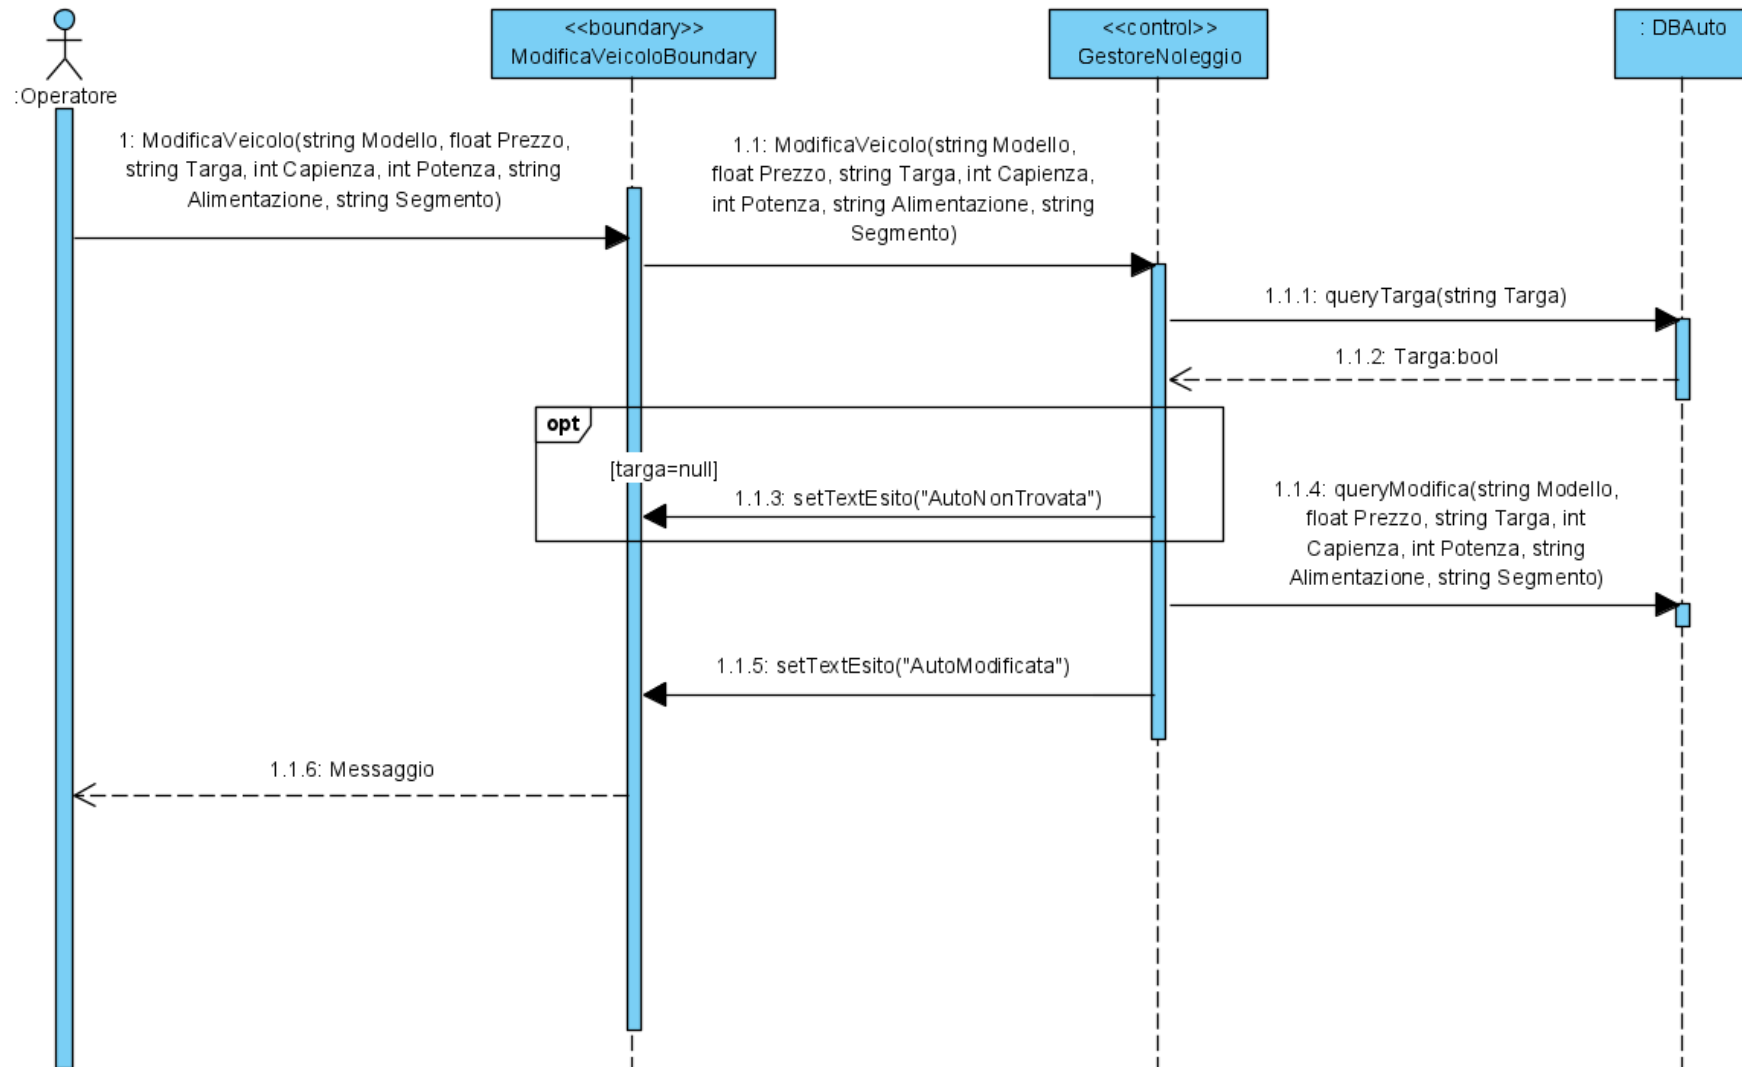 <<boundary>>
ModificaVeicoloBoundary
<<control>>
GestoreNoleggio
: DBAuto
:Operatore
1: ModificaVeicolo(string Modello, float Prezzo,
string Targa, int Capienza, int Potenza, string
Alimentazione, string Segmento)
1.1: ModificaVeicolo(string Modello,
float Prezzo, string Targa, int Capienza,
int Potenza, string Alimentazione, string
Segmento)
1.1.1: queryTarga(string Targa)
1.1.2: Targa:bool
opt
[targa=null]
1.1.3: setTextEsito("AutoNonTrovata")
1.1.4: queryModifica(string Modello,
float Prezzo, string Targa, int
Capienza, int Potenza, string
Alimentazione, string Segmento)
1.1.5: setTextEsito("AutoModificata")
1.1.6: Messaggio